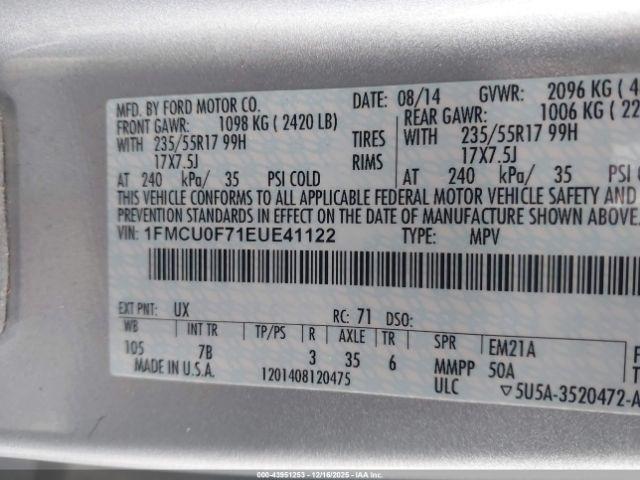 MFD. BY FORD MOTOR CO.
DATE: 08/14 GVWR: 2096 KG ( 4
FRONT GAWR: 1098 KG ( 2420 LB) REAR GAWR: 1006 KG ( 22
WITH 235/55R17 99H TIRES WITH 235/55R17 99H
17X7.5J RIMS 17X7.5J
AT 240 kPa/ 35 PSI COLD AT 240 kPa/ 35 PSI
THIS VEHICLE CONFORMS TO ALL APPLICABLE FEDERAL MOTOR VEHICLE SAFETY AND
PREVENTION STANDARDS IN EFFECT ON THE DATE OF MANUFACTURE SHOWN ABOVE.
VIN: 1FMCU0F71EUE41122 TYPE: MPV
EXT PNT: UX RC: 71 DSO:
WB INT TR TP/PS R AXLE TR SPR EM21A
105 7B 3 35 6 MMPP 50A
MADE IN U.S.A. 1201408120475 ULC ▽5U5A-3520472-A
00-43951253 - 12/16/2025 - IAA Inc.